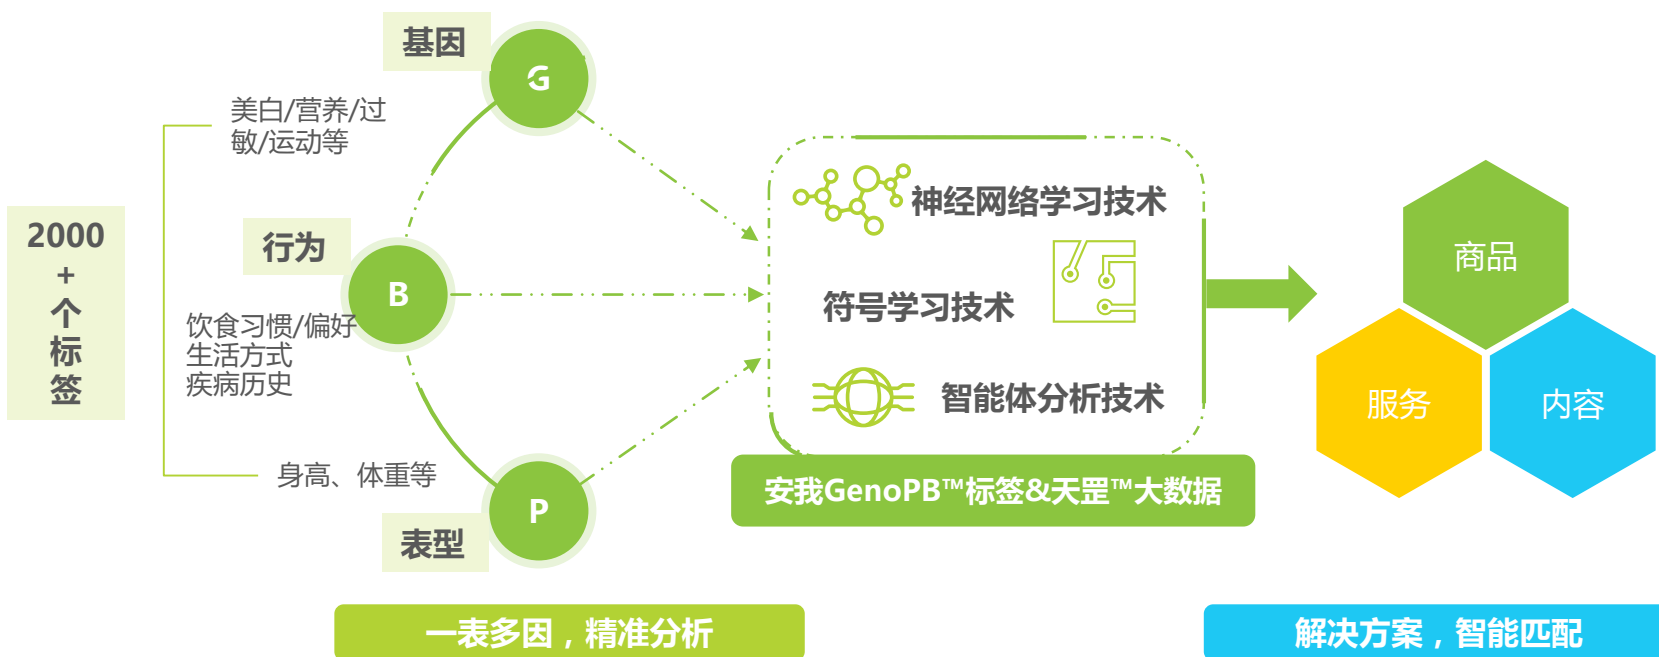 基因
G
美白/营养/过
敏/运动等
2000
+
个
标
签
行为
B
饮食习惯/偏好
生活方式
疾病历史
身高、体重等
P
表型
神经网络学习技术
符号学习技术
智能体分析技术
安我GenoPB™标签&天罡™大数据
商品
服务
内容
一表多因，精准分析
解决方案，智能匹配